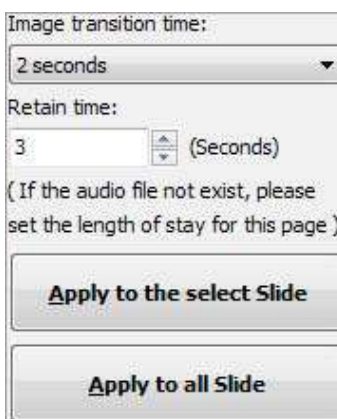 Image transition time:
2 seconds
Retain time:
3 (Seconds)
( If the audio file not exist, please
set the length of stay for this page )
Apply to the select Slide
Apply to all Slide